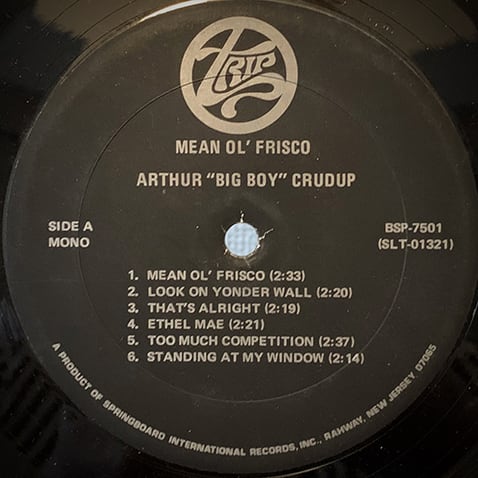 TRIP
MEAN OL' FRISCO
ARTHUR "BIG BOY" CRUDUP
SIDE A
MONO
BSP-7501
(SLT-01321)
1. MEAN OL' FRISCO (2:33)
2. LOOK ON YONDER WALL (2:20)
3. THAT'S ALRIGHT (2:19)
4. ETHEL MAE (2:21)
5. TOO MUCH COMPETITION (2:37)
6. STANDING AT MY WINDOW (2:14)
A PRODUCT OF SPRINGBOARD INTERNATIONAL RECORDS, INC., RAHWAY, NEW JERSEY 07065